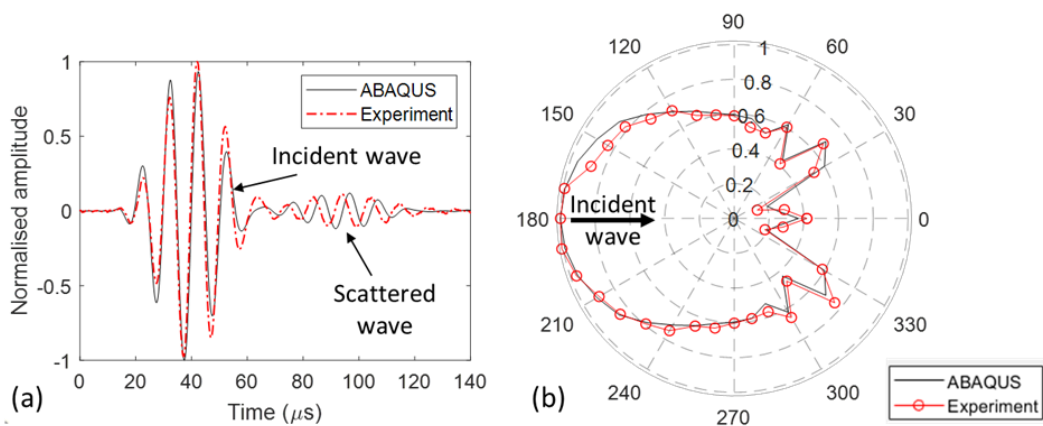 1
0.5
0
-0.5
-1
Normalised amplitude
ABAQUS
Experiment
Incident wave
Scattered
wave
0 20 40 60 80 100 120 140
Time (μs)
(a)
90
120 60
150 30
180 0
210 330
240 300
270
1
0.8
0.6
0.4
0.2
0
Incident
wave
ABAQUS
Experiment
(b)